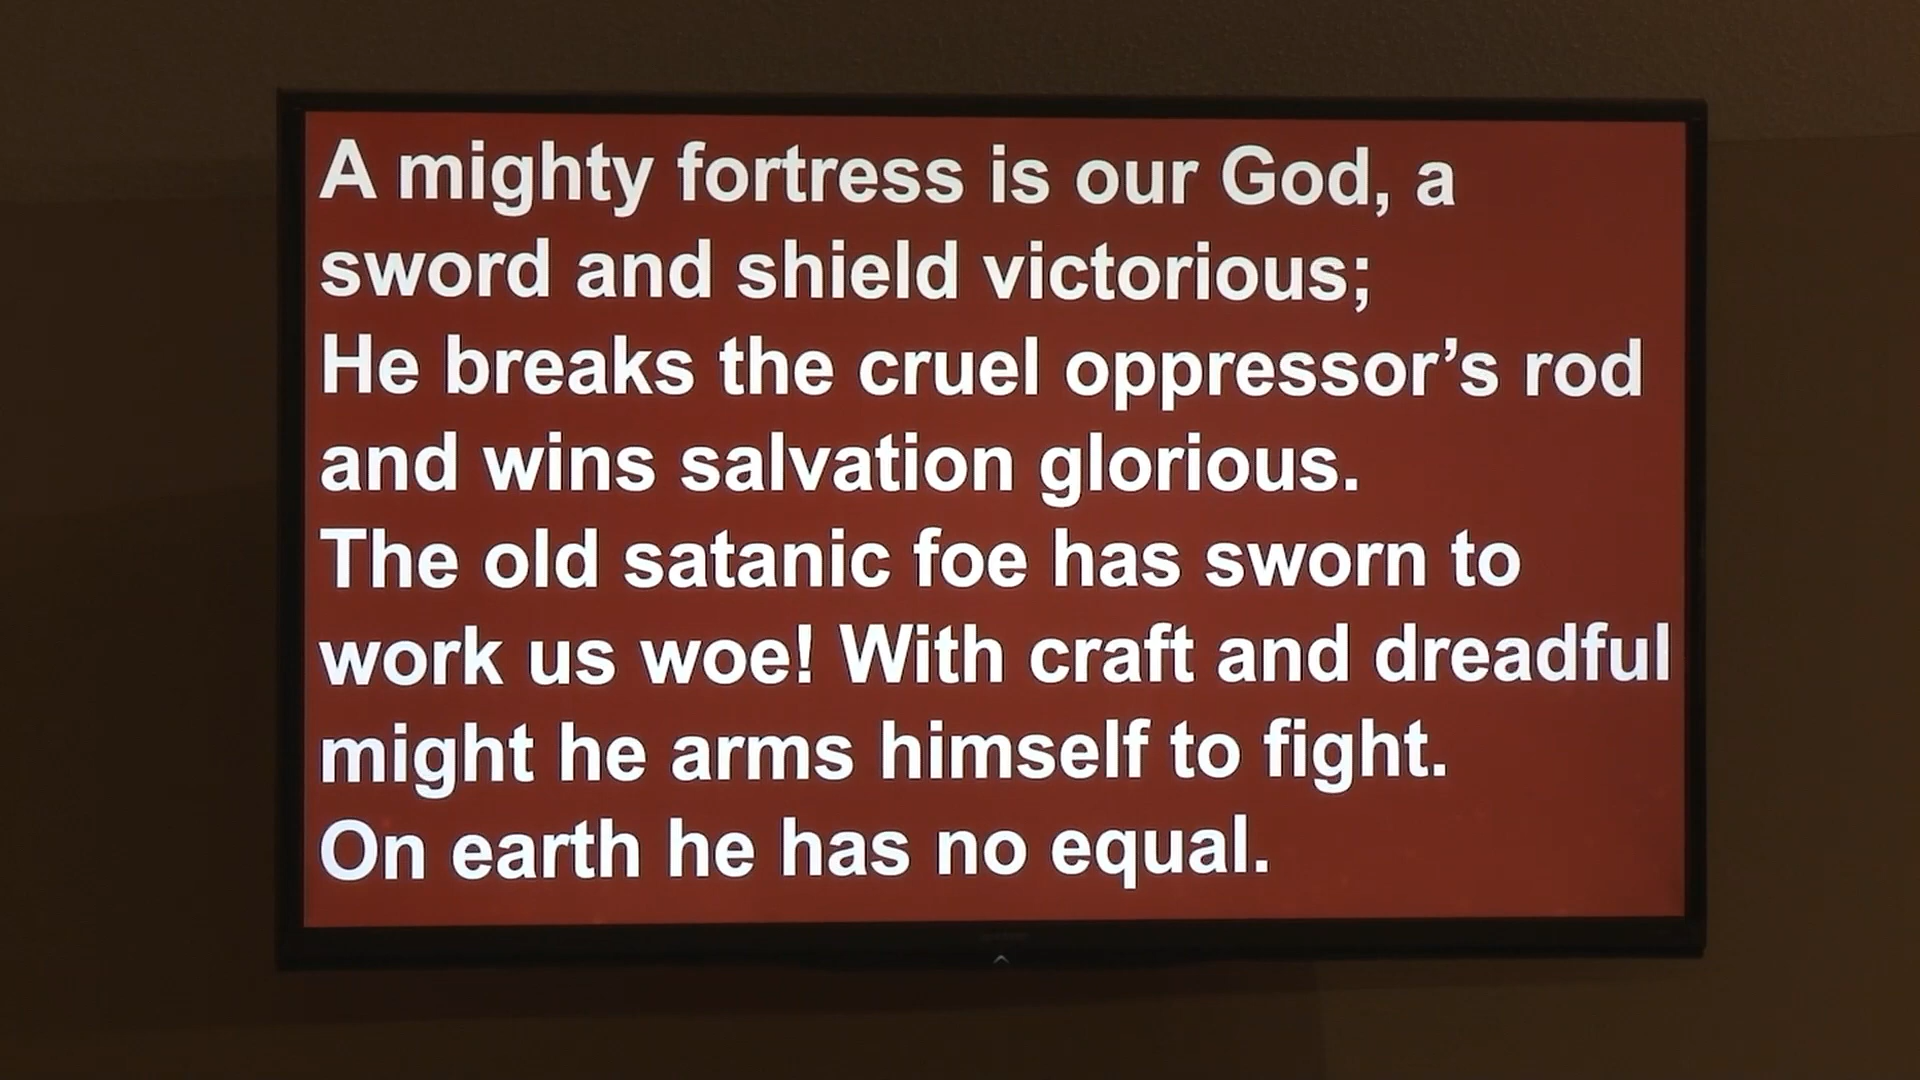 A mighty fortress is our God, a
sword and shield victorious;
He breaks the cruel oppressor’s rod
and wins salvation glorious.
The old satanic foe has sworn to
work us woe! With craft and dreadful
might he arms himself to fight.
On earth he has no equal.